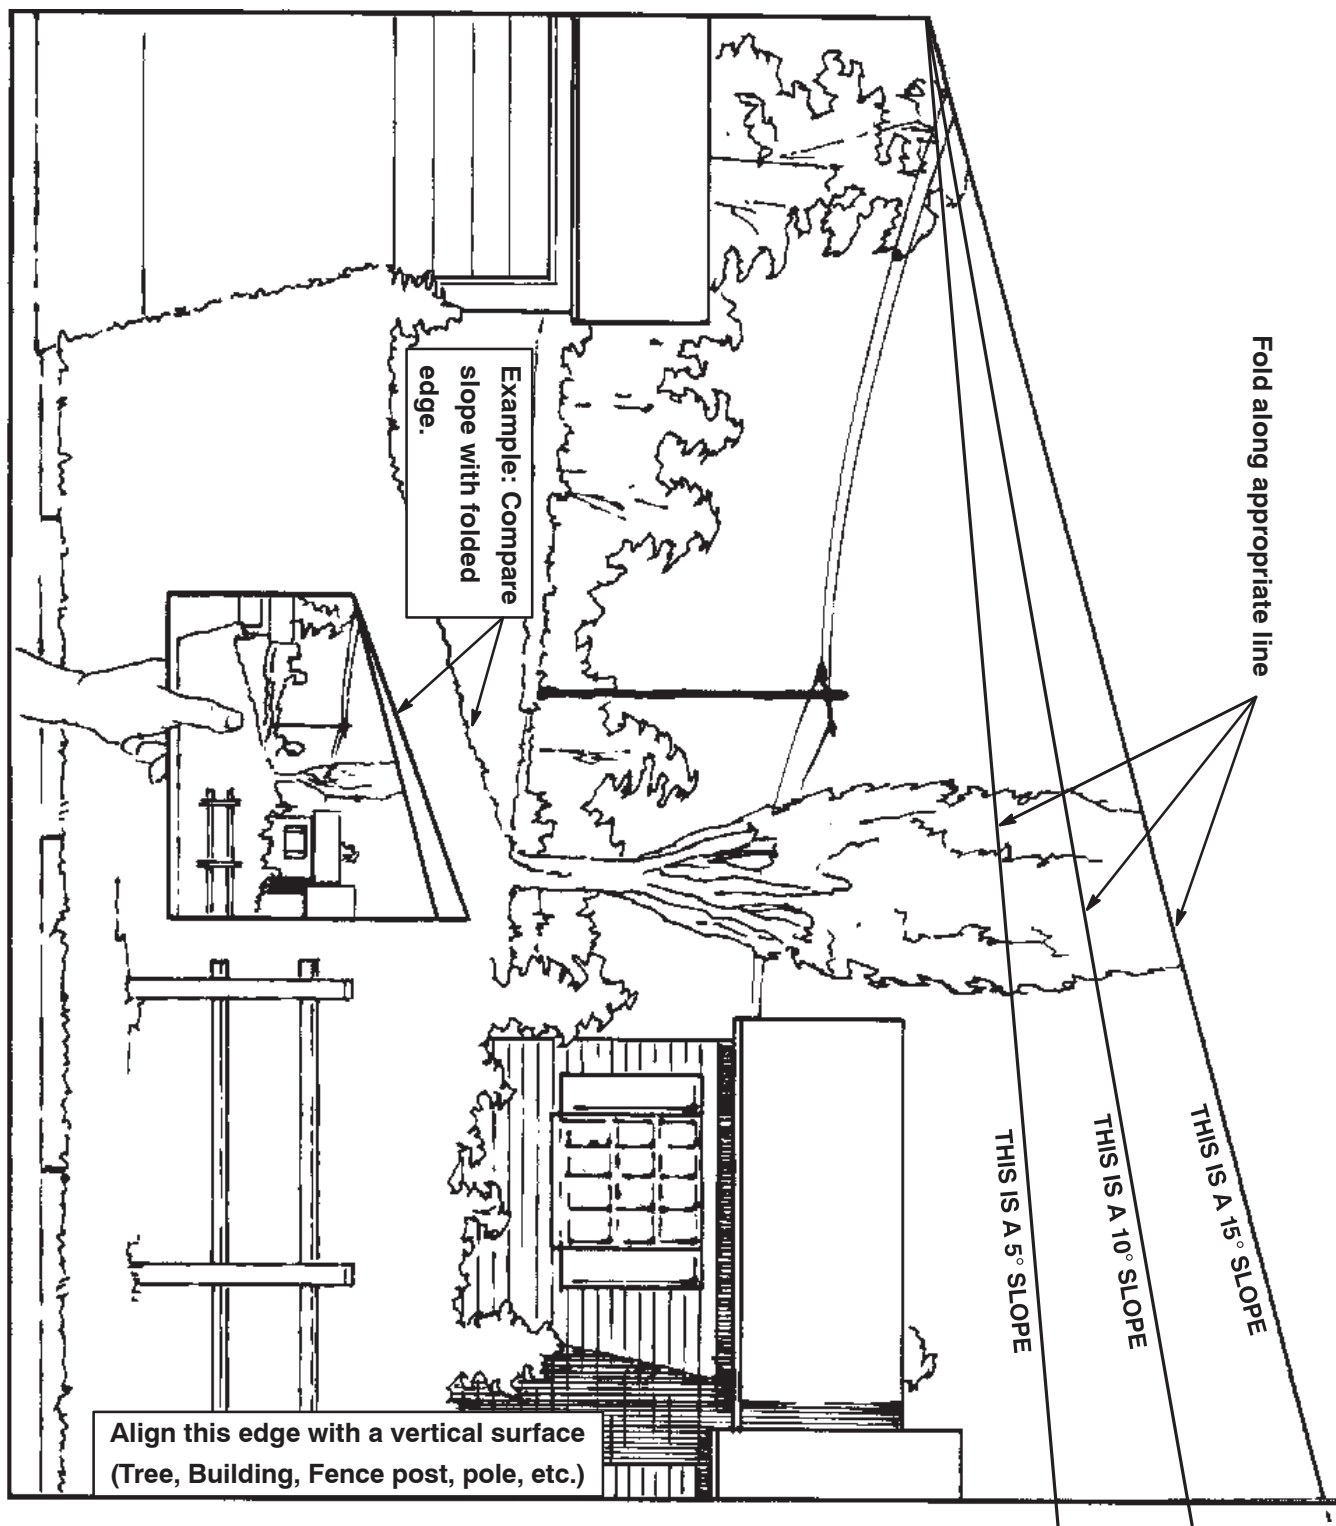 Fold along appropriate line
THIS IS A 15° SLOPE
THIS IS A 10° SLOPE
THIS IS A 5° SLOPE
Example: Compare
slope with folded
edge.
Align this edge with a vertical surface
(Tree, Building, Fence post, pole, etc.)